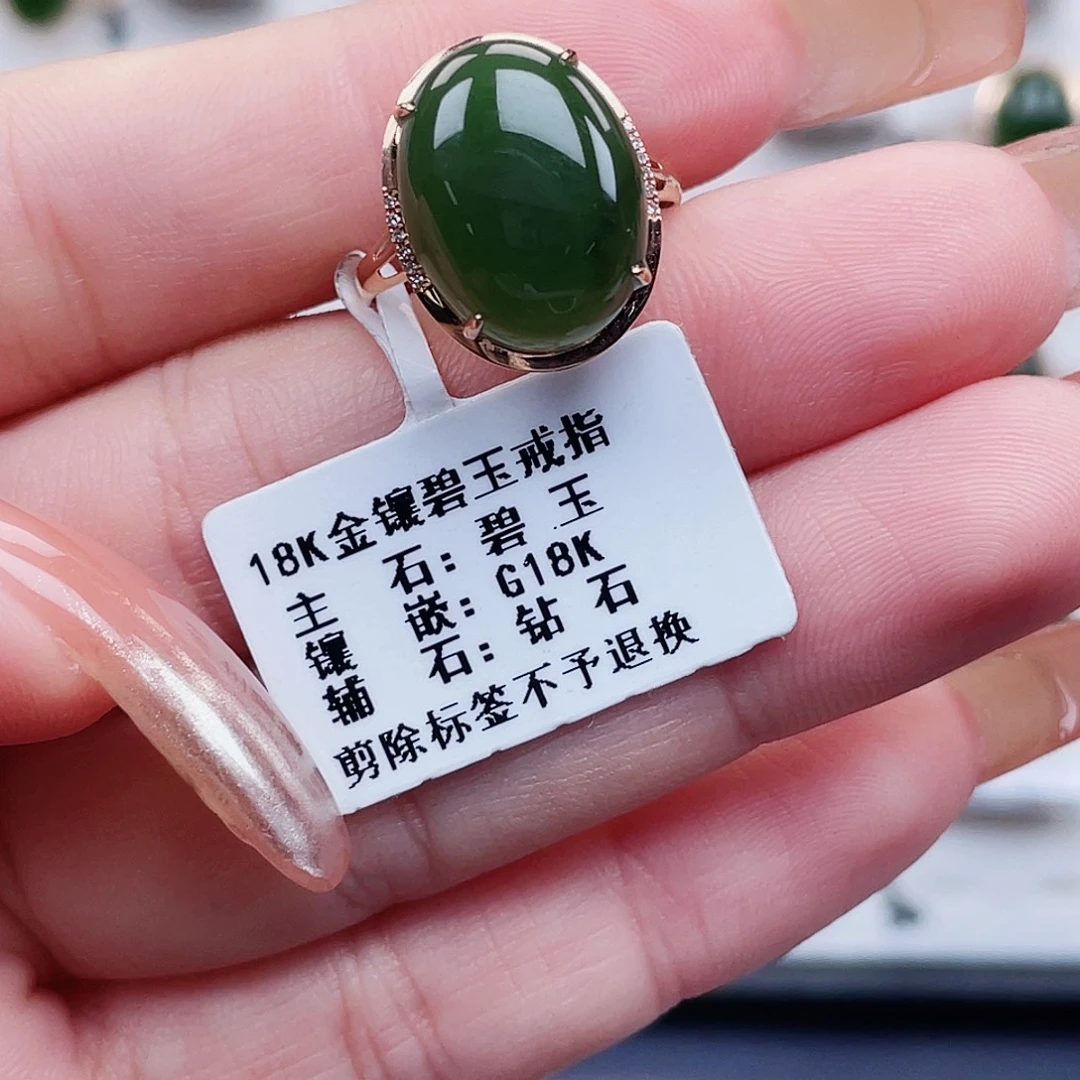 18K金镶碧玉戒指
主 石: 碧 玉
镶 嵌: G18K
辅 石: 钻 石
剪除标签不予退换